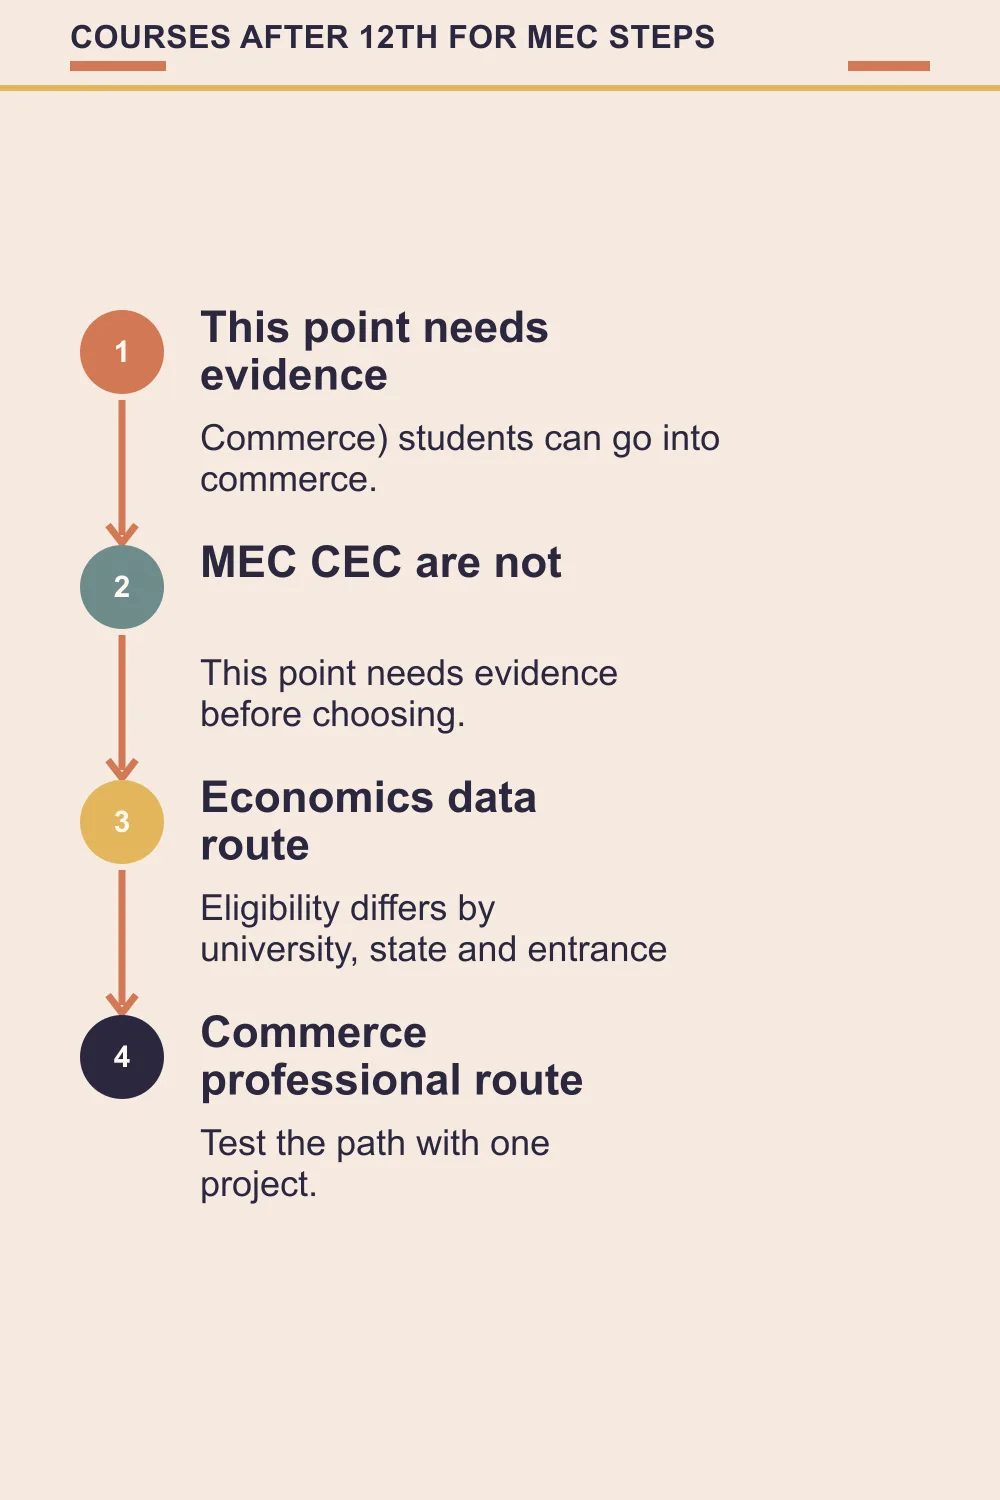 COURSES AFTER 12TH FOR MEC STEPS
1
This point needs
evidence
Commerce) students can go into
commerce.
2
MEC CEC are not
This point needs evidence
before choosing.
3
Economics data
route
Eligibility differs by
university, state and entrance
4
Commerce
professional route
Test the path with one
project.